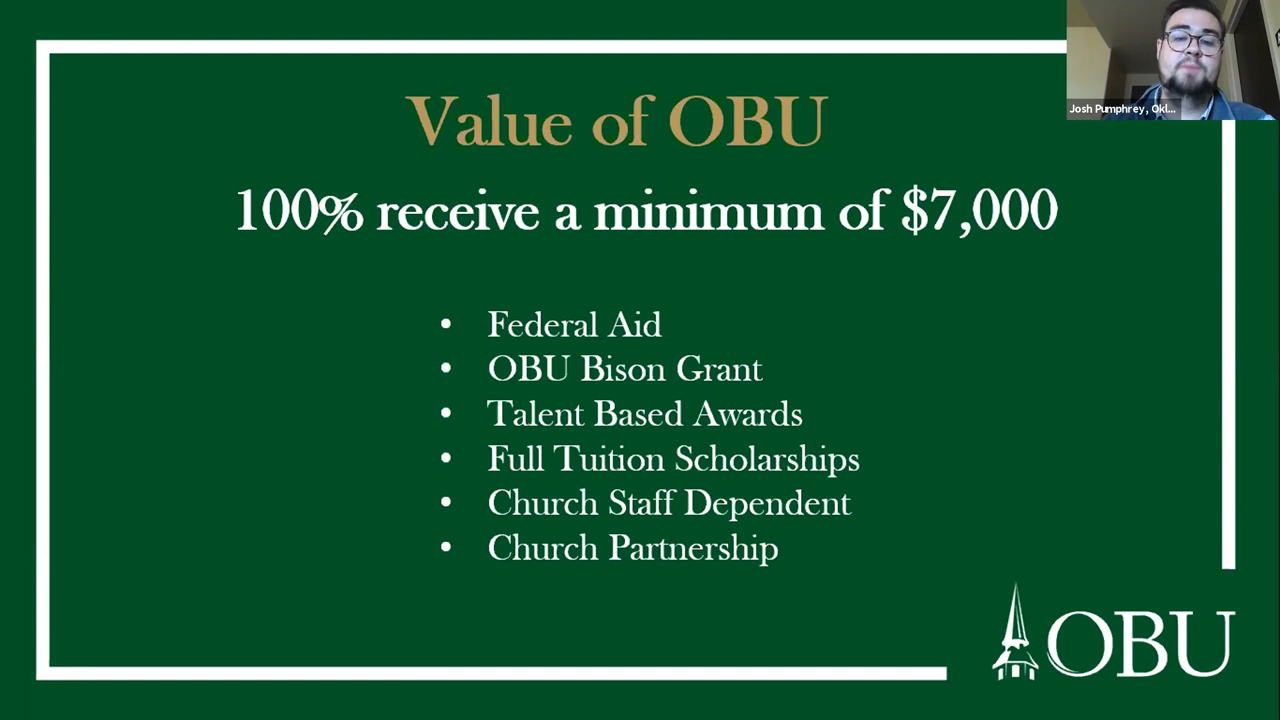 Value of OBU
100% receive a minimum of $7,000
• Federal Aid
• OBU Bison Grant
• Talent Based Awards
• Full Tuition Scholarships
• Church Staff Dependent
• Church Partnership
OBU
Josh Pumphrey, Okl...